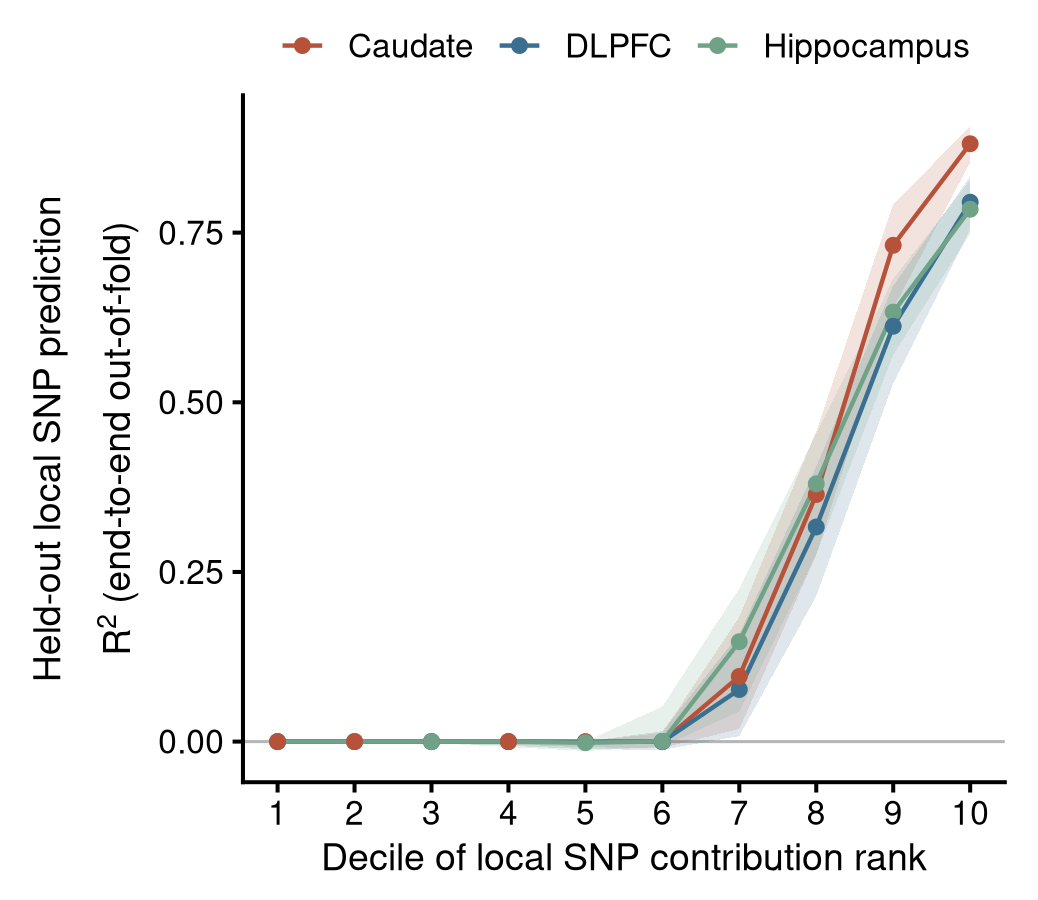 Caudate DLPFC Hippocampus
Held-out local SNP prediction
R² (end-to-end out-of-fold)
0.75
0.50
0.25
0.00
1 2 3 4 5 6 7 8 9 10
Decile of local SNP contribution rank